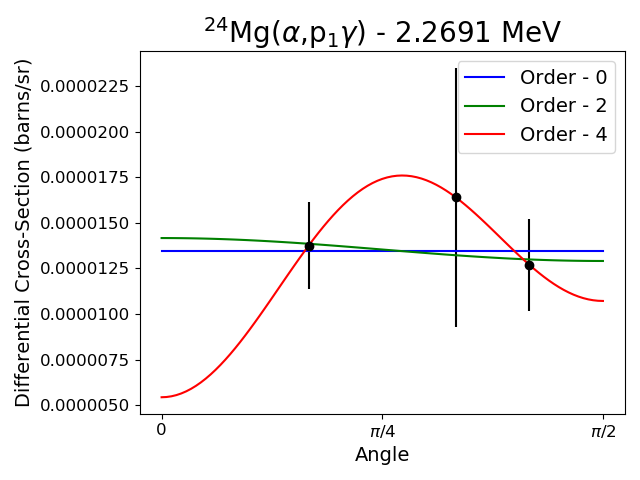 ²⁴Mg(α,p₁γ) - 2.2691 MeV
Differential Cross-Section (barns/sr)
0.0000225
0.0000200
0.0000175
0.0000150
0.0000125
0.0000100
0.0000075
0.0000050
Order - 0
Order - 2
Order - 4
0
π/4
π/2
Angle